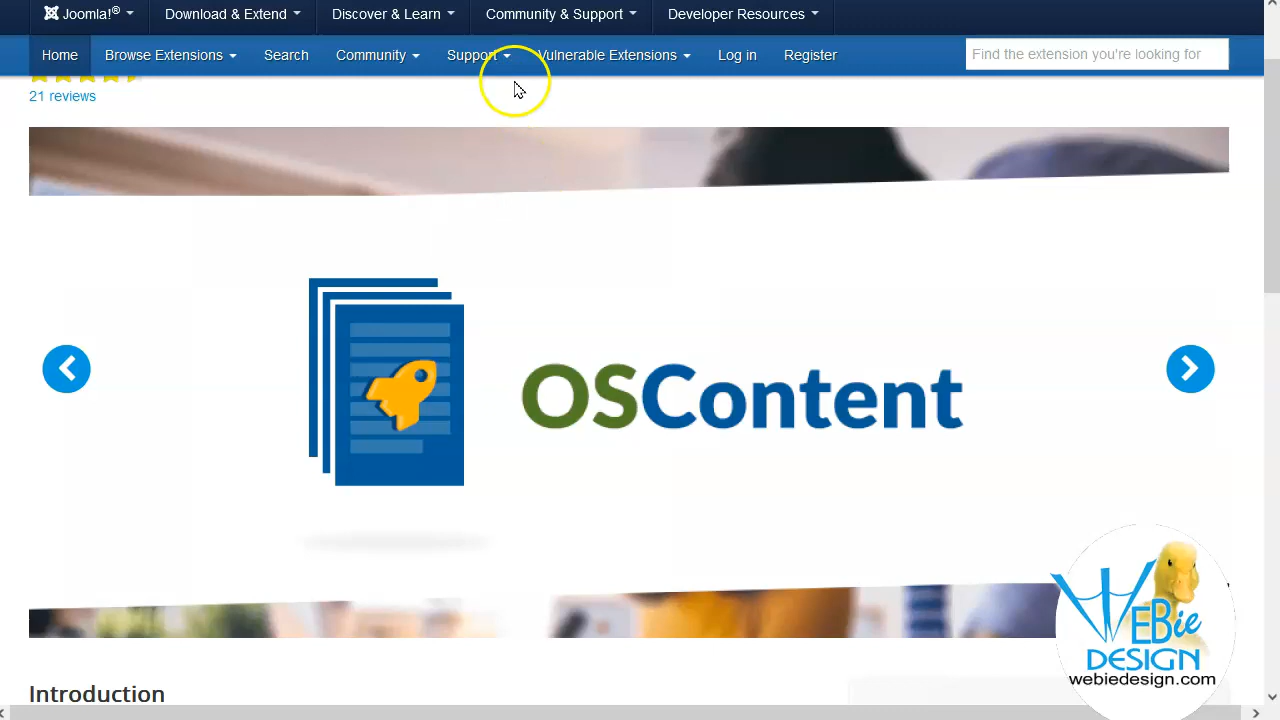 Joomla!® Download & Extend Discover & Learn Community & Support Developer Resources
Home Browse Extensions Search Community Support Vulnerable Extensions Log in Register Find the extension you're looking for
21 reviews
OSContent
WEBie
DESIGN
webiedesign.com
Introduction